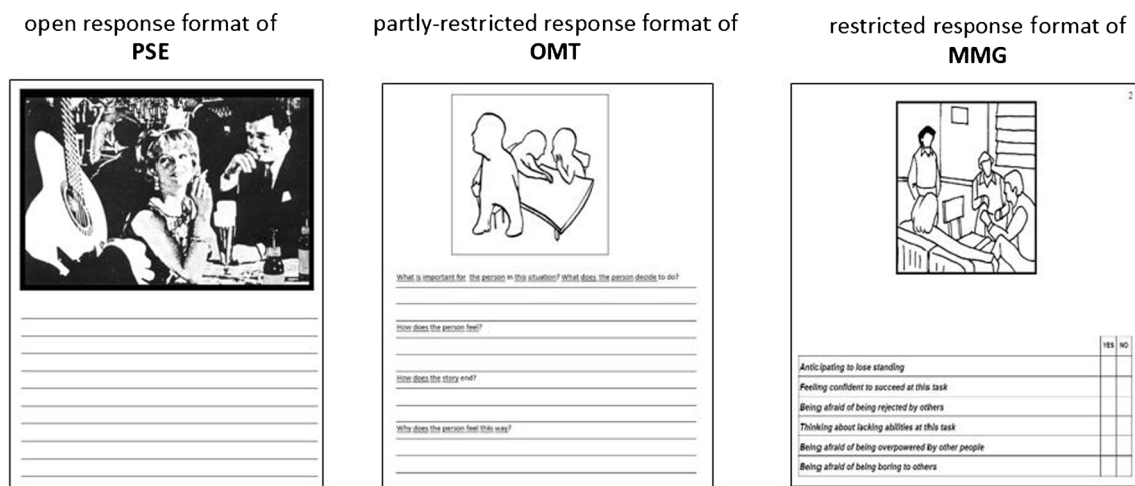 open response format of
PSE
partly-restricted response format of
OMT
What is important for the person in this situation? What does the person decide to do?
How does the person feel?
How does the story end?
Why does the person feel this way?
restricted response format of
MMG
2
YES NO
Anticipating to lose standing
Feeling confident to succeed at this task
Being afraid of being rejected by others
Thinking about lacking abilities at this task
Being afraid of being overpowered by other people
Being afraid of being boring to others